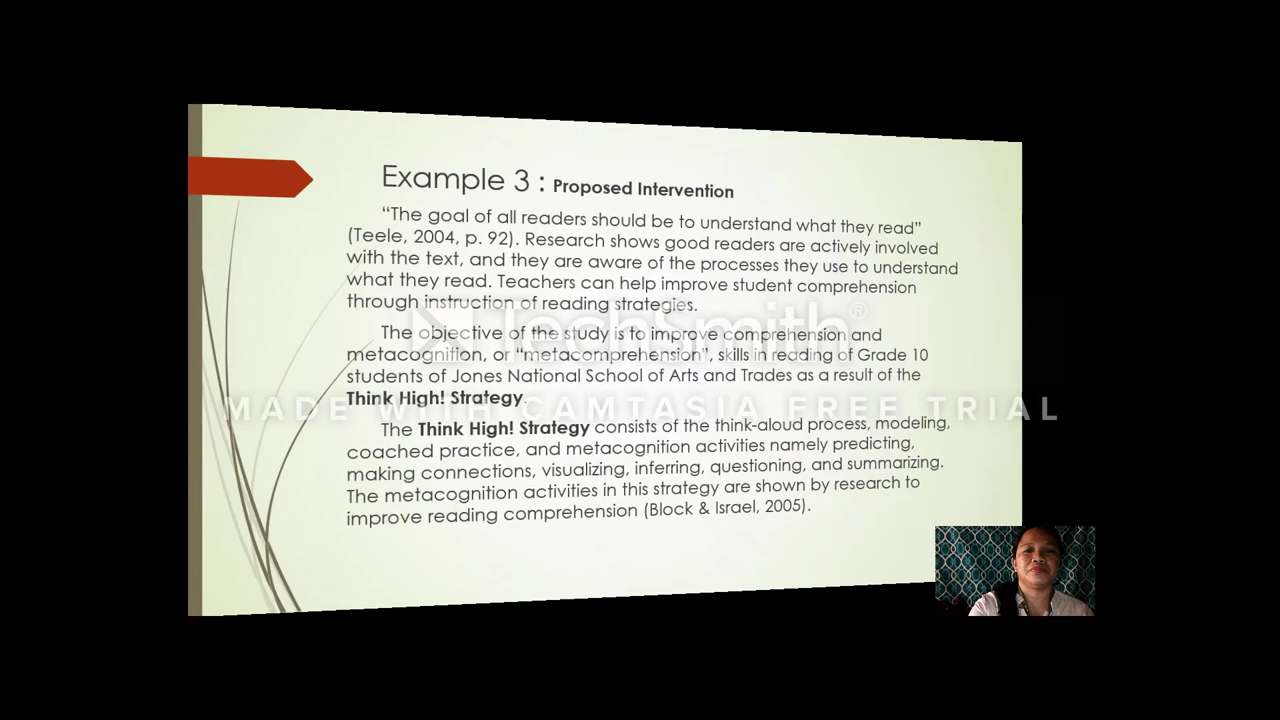 Example 3 : Proposed Intervention
“The goal of all readers should be to understand what they read”
(Teele, 2004, p. 92). Research shows good readers are actively involved
with the text, and they are aware of the processes they use to understand
what they read. Teachers can help improve student comprehension
through instruction of reading strategies.
The objective of the study is to improve comprehension and
metacognition, or “metacomprehension”, skills in reading of Grade 10
students of Jones National School of Arts and Trades as a result of the
Think High! Strategy.
The Think High! Strategy consists of the think-aloud process, modeling,
coached practice, and metacognition activities namely predicting,
making connections, visualizing, inferring, questioning, and summarizing.
The metacognition activities in this strategy are shown by research to
improve reading comprehension (Block & Israel, 2005).
TechSmith®
MADE WITH CAMTASIA FREE TRIAL